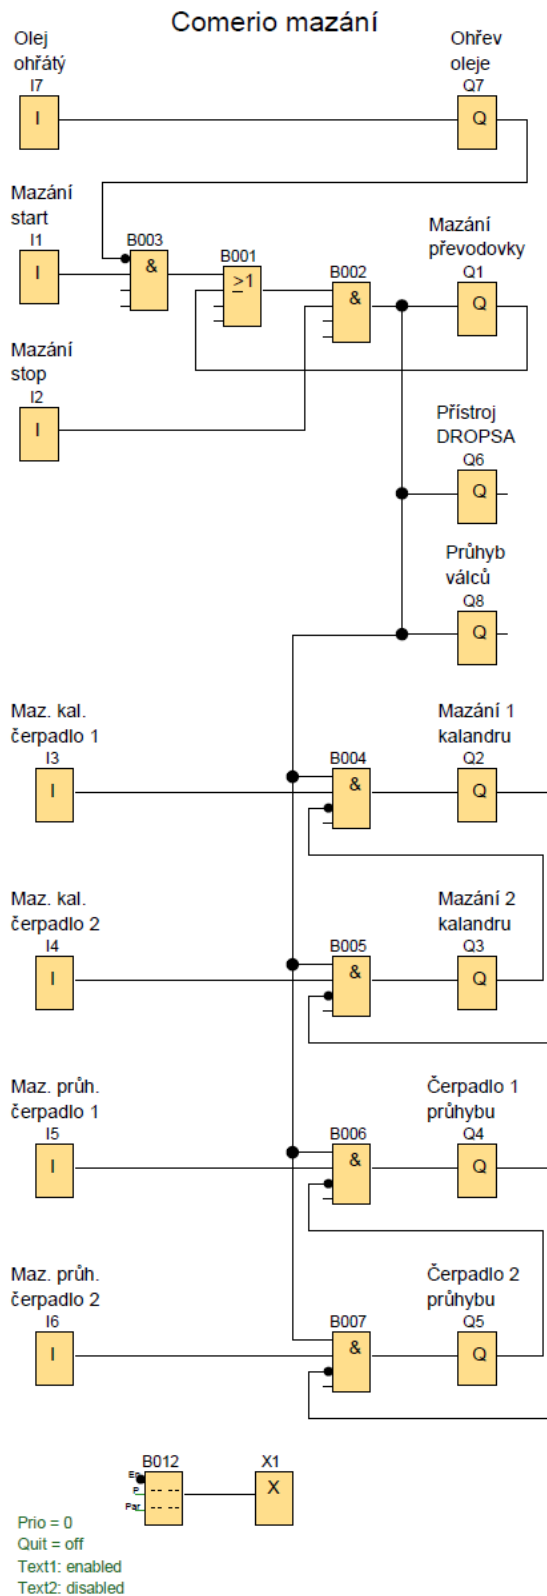 Comerio mazání
Olej
ohřátý
I7
I
Ohřev
oleje
Q7
Q
Mazání
start
I1
I
B003
&
B001
>1
B002
&
Mazání
převodovky
Q1
Q
Mazání
stop
I2
I
Přístroj
DROPSA
Q6
Q
Průhyb
válců
Q8
Q
Maz. kal.
čerpadlo 1
I3
I
B004
&
Mazání 1
kalandru
Q2
Q
Maz. kal.
čerpadlo 2
I4
I
B005
&
Mazání 2
kalandru
Q3
Q
Maz. průh.
čerpadlo 1
I5
I
B006
&
Čerpadlo 1
průhybu
Q4
Q
Maz. průh.
čerpadlo 2
I6
I
B007
&
Čerpadlo 2
průhybu
Q5
Q
B012
En
P
Par
X1
X
Prio = 0
Quit = off
Text1: enabled
Text2: disabled